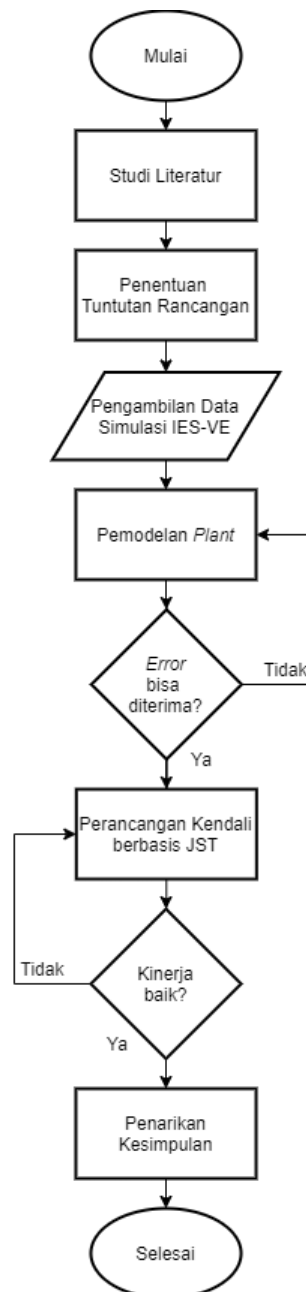 Mulai
Studi Literatur
Penentuan
Tuntutan Rancangan
Pengambilan Data
Simulasi IES-VE
Pemodelan Plant
Error
bisa
diterima?
Tidak
Ya
Perancangan Kendali
berbasis JST
Tidak
Kinerja
baik?
Ya
Penarikan
Kesimpulan
Selesai